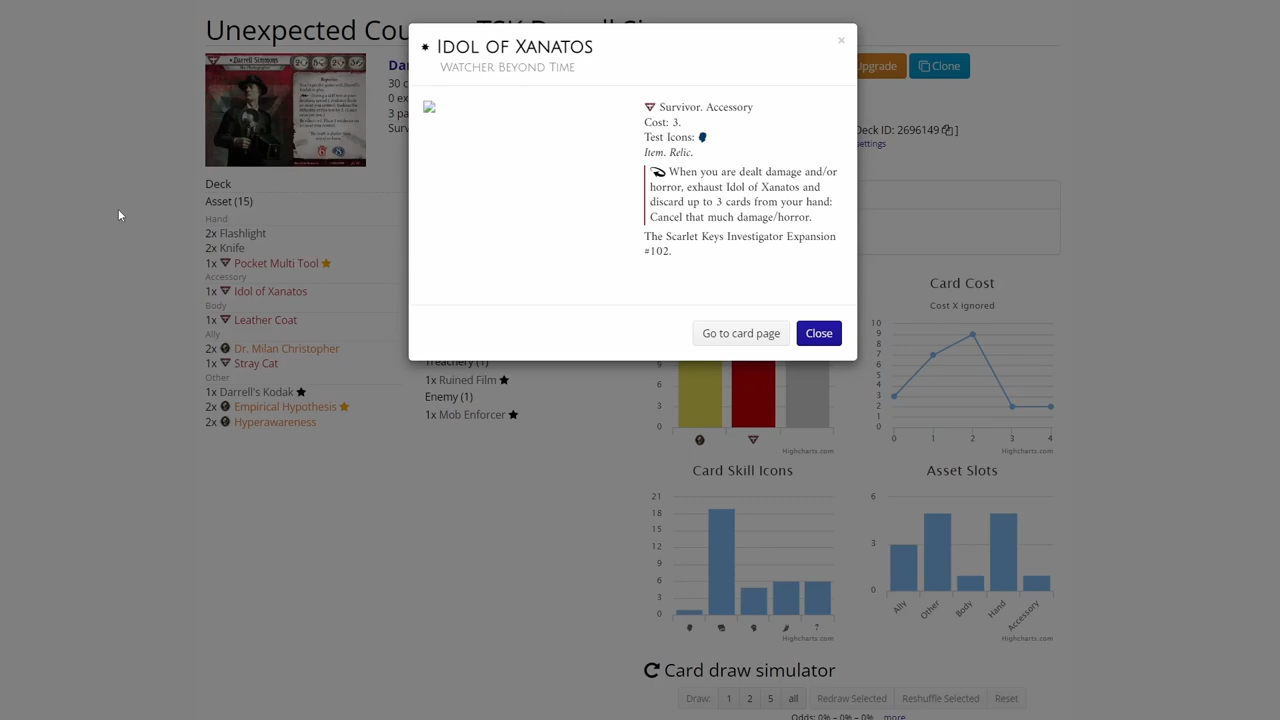 Unexpected Cou
IDOL OF XANATOS
WATCHER BEYOND TIME
×
Survivor. Accessory
Cost: 3.
Test Icons:
Item. Relic.
When you are dealt damage and/or
horror, exhaust Idol of Xanatos and
discard up to 3 cards from your hand:
Cancel that much damage/horror.
The Scarlet Keys Investigator Expansion
#102.
Go to card page
Close
Upgrade
Clone
Da
30 c
0 ex
3 pa
Surv
Deck ID: 2696149 ]
settings
Darrell Simmons
Deck
Asset (15)
Hand
2x Flashlight
2x Knife
1x Pocket Multi Tool
Accessory
1x Idol of Xanatos
Body
1x Leather Coat
Ally
2x Dr. Milan Christopher
1x Stray Cat
Other
1x Darrell's Kodak
2x Empirical Hypothesis
2x Hyperawareness
Treachery (1)
1x Ruined Film
Enemy (1)
1x Mob Enforcer
9
6
3
0
Highcharts.com
Card Cost
Cost X ignored
10
9
8
7
6
5
4
3
2
1
0
0 1 2 3 4
Highcharts.com
Card Skill Icons
21
18
15
12
9
6
3
0
?
Highcharts.com
Asset Slots
6
3
0
Ally
Other
Body
Hand
Accessory
Highcharts.com
Card draw simulator
Draw: 1 2 5 all Redraw Selected Reshuffle Selected Reset
Odds: 0% – 0% – 0% more